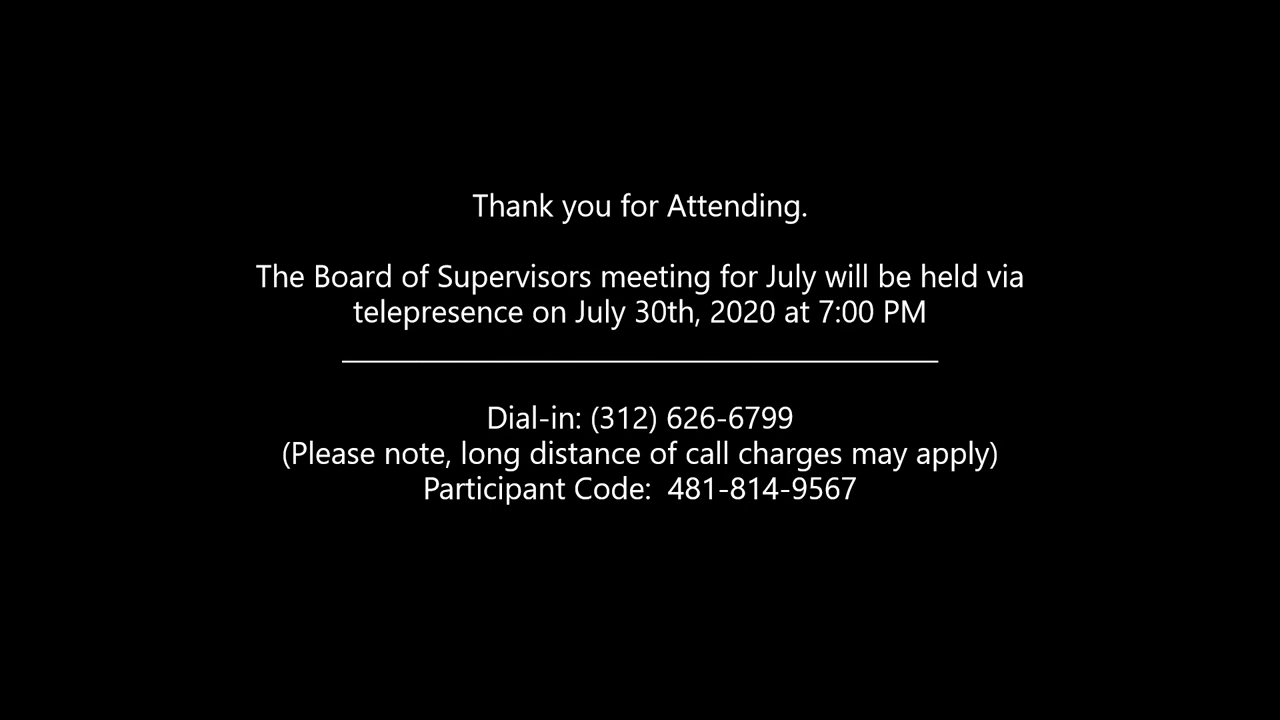 Thank you for Attending.
The Board of Supervisors meeting for July will be held via
telepresence on July 30th, 2020 at 7:00 PM
Dial-in: (312) 626-6799
(Please note, long distance of call charges may apply)
Participant Code:  481-814-9567